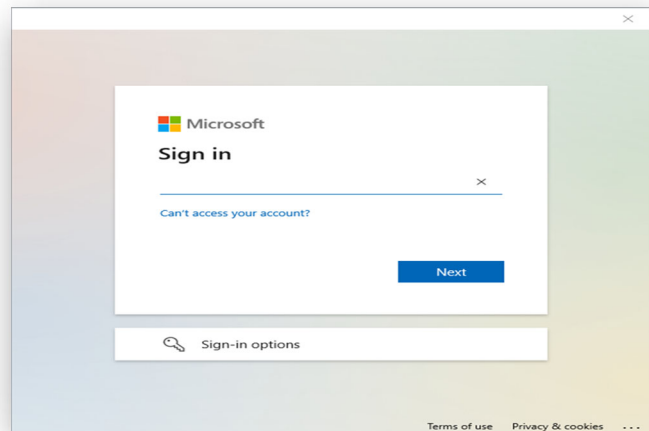 Microsoft
Sign in
Can't access your account?
Next
Sign-in options
Terms of use Privacy & cookies ...